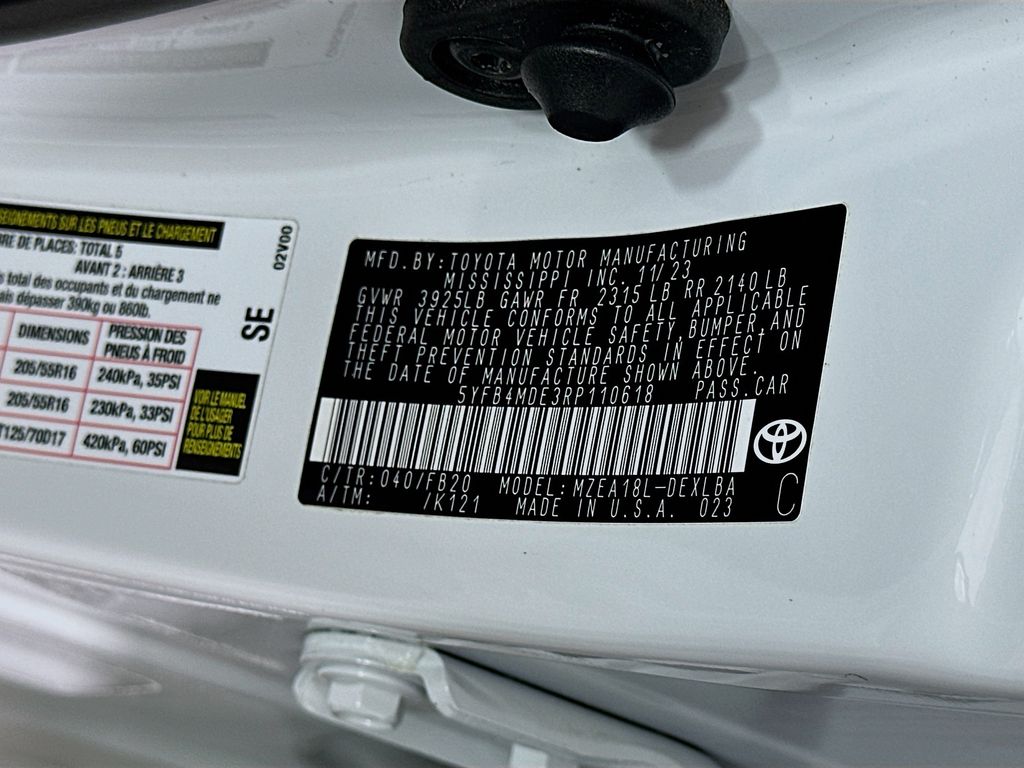 SEIGNEMENTS SUR LES PNEUS ET LE CHARGEMENT
BRE DE PLACES: TOTAL 5
AVANT 2 : ARRIÈRE 3
s total des occupants et du chargement ne
ais dépasser 390kg ou 860lb.
DIMENSIONS PRESSION DES PNEUS À FROID
205/55R16 240kPa, 35PSI
205/55R16 230kPa, 33PSI
T125/70D17 420kPa, 60PSI
02V00
SE
VOIR LE MANUEL
DE L'USAGER
POUR PLUS DE
RENSEIGNEMENTS
MFD.BY:TOYOTA MOTOR MANUFACTURING
MISSISSIPPI INC. 11/23
GVWR 3925LB GAWR FR 2315LB RR 2140LB
THIS VEHICLE CONFORMS TO ALL APPLICABLE
FEDERAL MOTOR VEHICLE SAFETY,BUMPER,AND
THEFT PREVENTION STANDARDS IN EFFECT ON
THE DATE OF MANUFACTURE SHOWN ABOVE.
5YFB4MDE3RP110618 PASS.CAR
C/TR:040/FB20 MODEL:MZEA18L-DEXLBA
A/TM: /K121 MADE IN U.S.A. 023
C